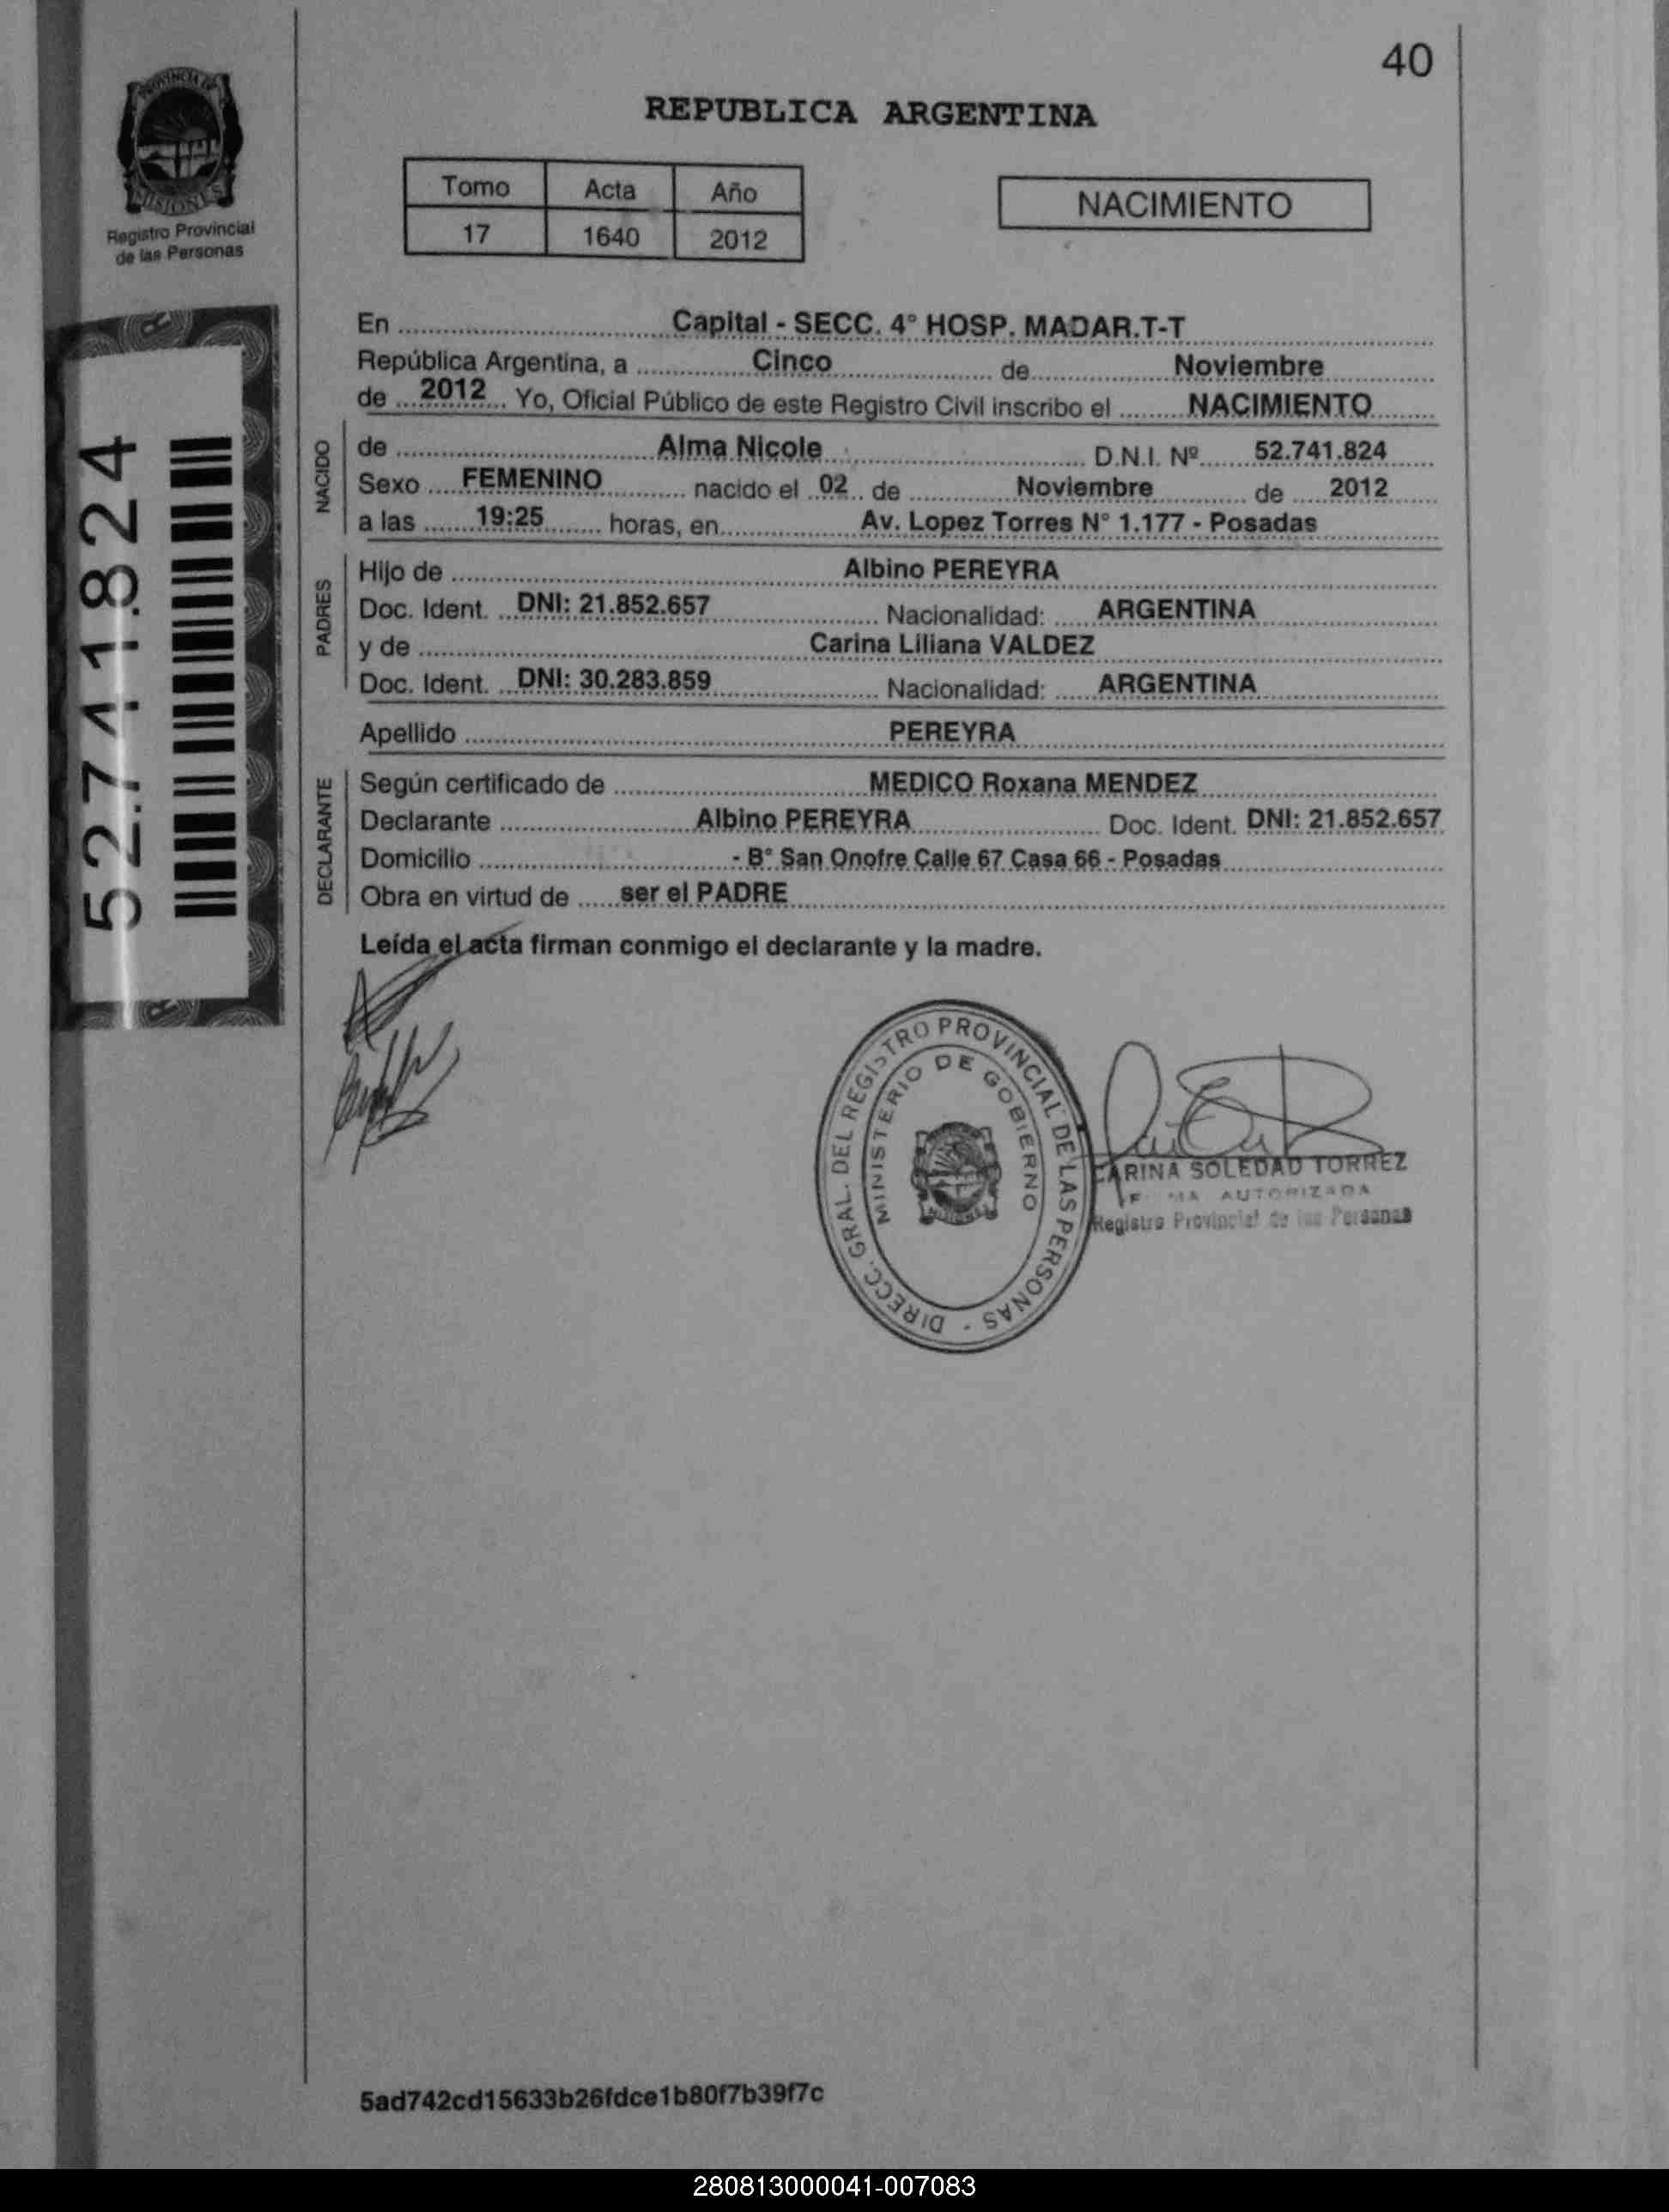 40
PROVINCIA DE
MISIONES
Registro Provincial
de las Personas
REPUBLICA ARGENTINA
Tomo Acta Año
17 1640 2012
NACIMIENTO
52.741.824
En Capital - SECC. 4° HOSP. MADAR.T-T
República Argentina, a Cinco de Noviembre
de 2012 Yo, Oficial Público de este Registro Civil inscribo el NACIMIENTO
NACIDO
de Alma Nicole D.N.I. Nº 52.741.824
Sexo FEMENINO nacido el 02 de Noviembre de 2012
a las 19:25 horas, en Av. Lopez Torres N° 1.177 - Posadas
PADRES
Hijo de Albino PEREYRA
Doc. Ident. DNI: 21.852.657 Nacionalidad: ARGENTINA
y de Carina Liliana VALDEZ
Doc. Ident. DNI: 30.283.859 Nacionalidad: ARGENTINA
Apellido PEREYRA
DECLARANTE
Según certificado de MEDICO Roxana MENDEZ
Declarante Albino PEREYRA Doc. Ident. DNI: 21.852.657
Domicilio - B° San Onofre Calle 67 Casa 66 - Posadas
Obra en virtud de ser el PADRE
Leída el acta firman conmigo el declarante y la madre.
DIRECC. GRAL. DEL REGISTRO PROVINCIAL DE LAS PERSONAS -
MINISTERIO DE GOBIERNO
MISIONES
CARINA SOLEDAD TORREZ
AUTORIZADA
Registro Provincial de las Personas
5ad742cd15633b26fdce1b80f7b39f7c
280813000041-007083